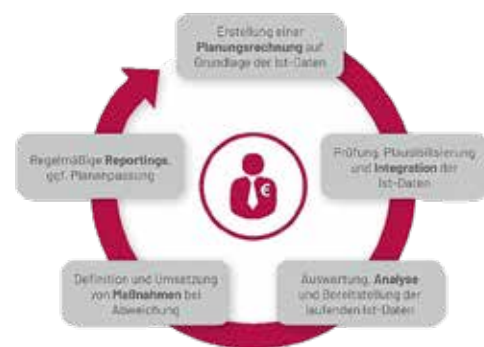 Erstellung einer
Planungsrechnung auf
Grundlage der Ist-Daten
Prüfung, Plausibilisierung
und Integration der
Ist-Daten
Auswertung, Analyse
und Bereitstellung der
laufenden Ist-Daten
Definition und Umsetzung
von Maßnahmen bei
Abweichung
Regelmäßige Reportings,
ggf. Plananpassung
€